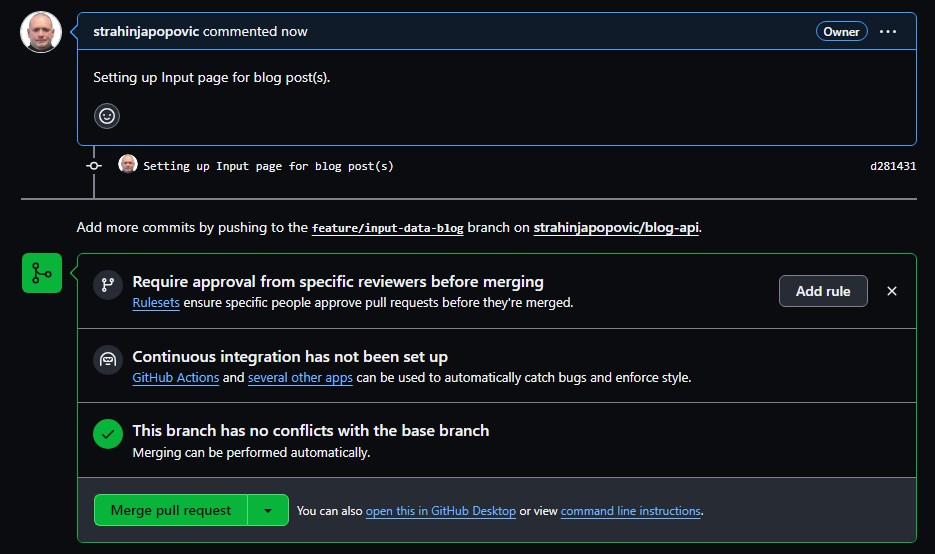 strahinjapopovic commented now Owner
Setting up Input page for blog post(s).
Setting up Input page for blog post(s) d281431
Add more commits by pushing to the feature/input-data-blog branch on strahinjapopovic/blog-api.
Require approval from specific reviewers before merging
Rulesets ensure specific people approve pull requests before they're merged.
Add rule
Continuous integration has not been set up
GitHub Actions and several other apps can be used to automatically catch bugs and enforce style.
This branch has no conflicts with the base branch
Merging can be performed automatically.
Merge pull request You can also open this in GitHub Desktop or view command line instructions.